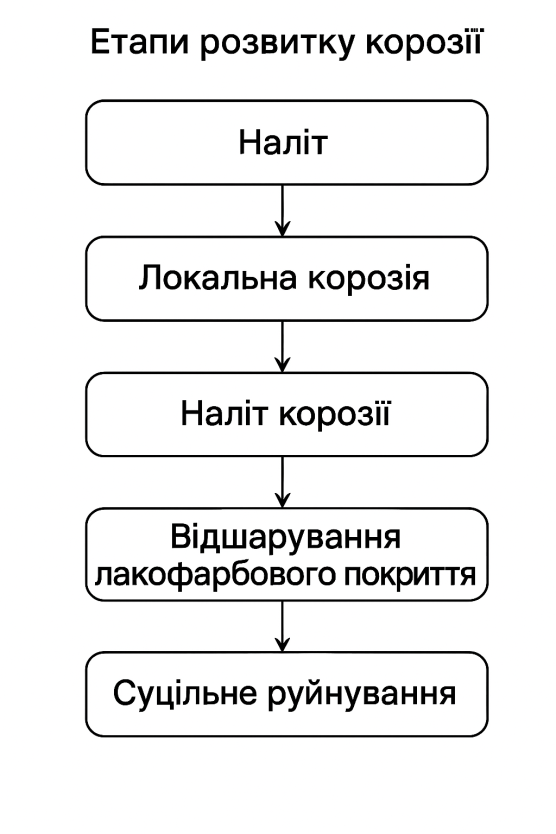 Етапи розвитку корозії
Наліт
Локальна корозія
Наліт корозії
Відшарування
лакофарбового покриття
Суцільне руйнування